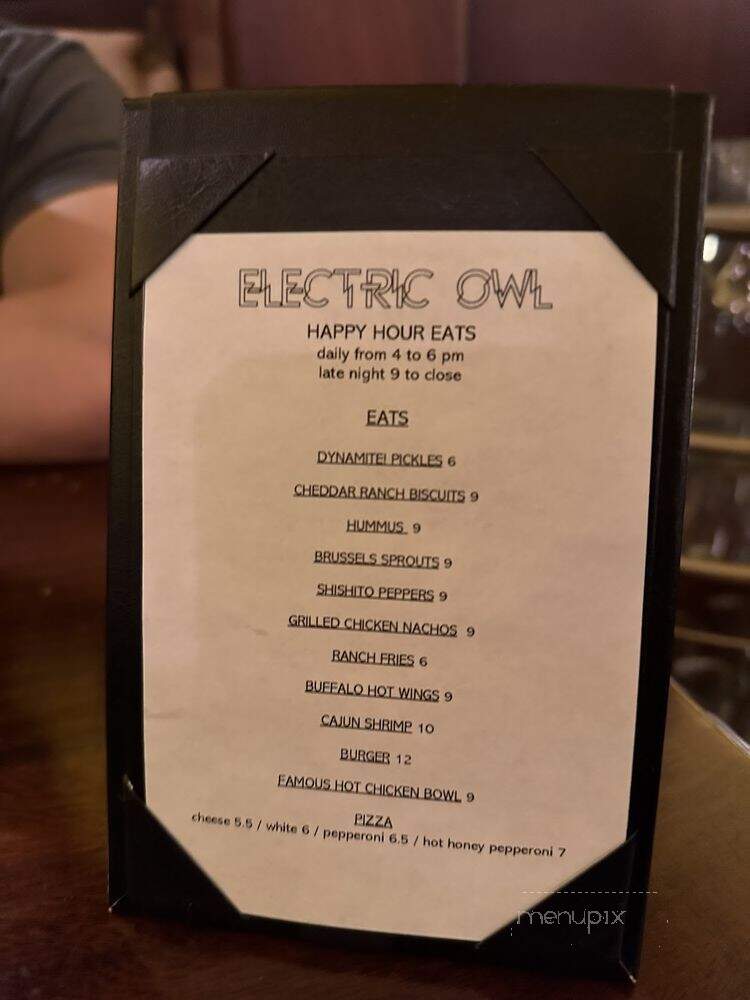 ELECTRIC OWL
HAPPY HOUR EATS
daily from 4 to 6 pm
late night 9 to close
EATS
DYNAMITE! PICKLES 6
CHEDDAR RANCH BISCUITS 9
HUMMUS 9
BRUSSELS SPROUTS 9
SHISHITO PEPPERS 9
GRILLED CHICKEN NACHOS 9
RANCH FRIES 6
BUFFALO HOT WINGS 9
CAJUN SHRIMP 10
BURGER 12
FAMOUS HOT CHICKEN BOWL 9
PIZZA
cheese 5.5 / white 6 / pepperoni 6.5 / hot honey pepperoni 7
menupix